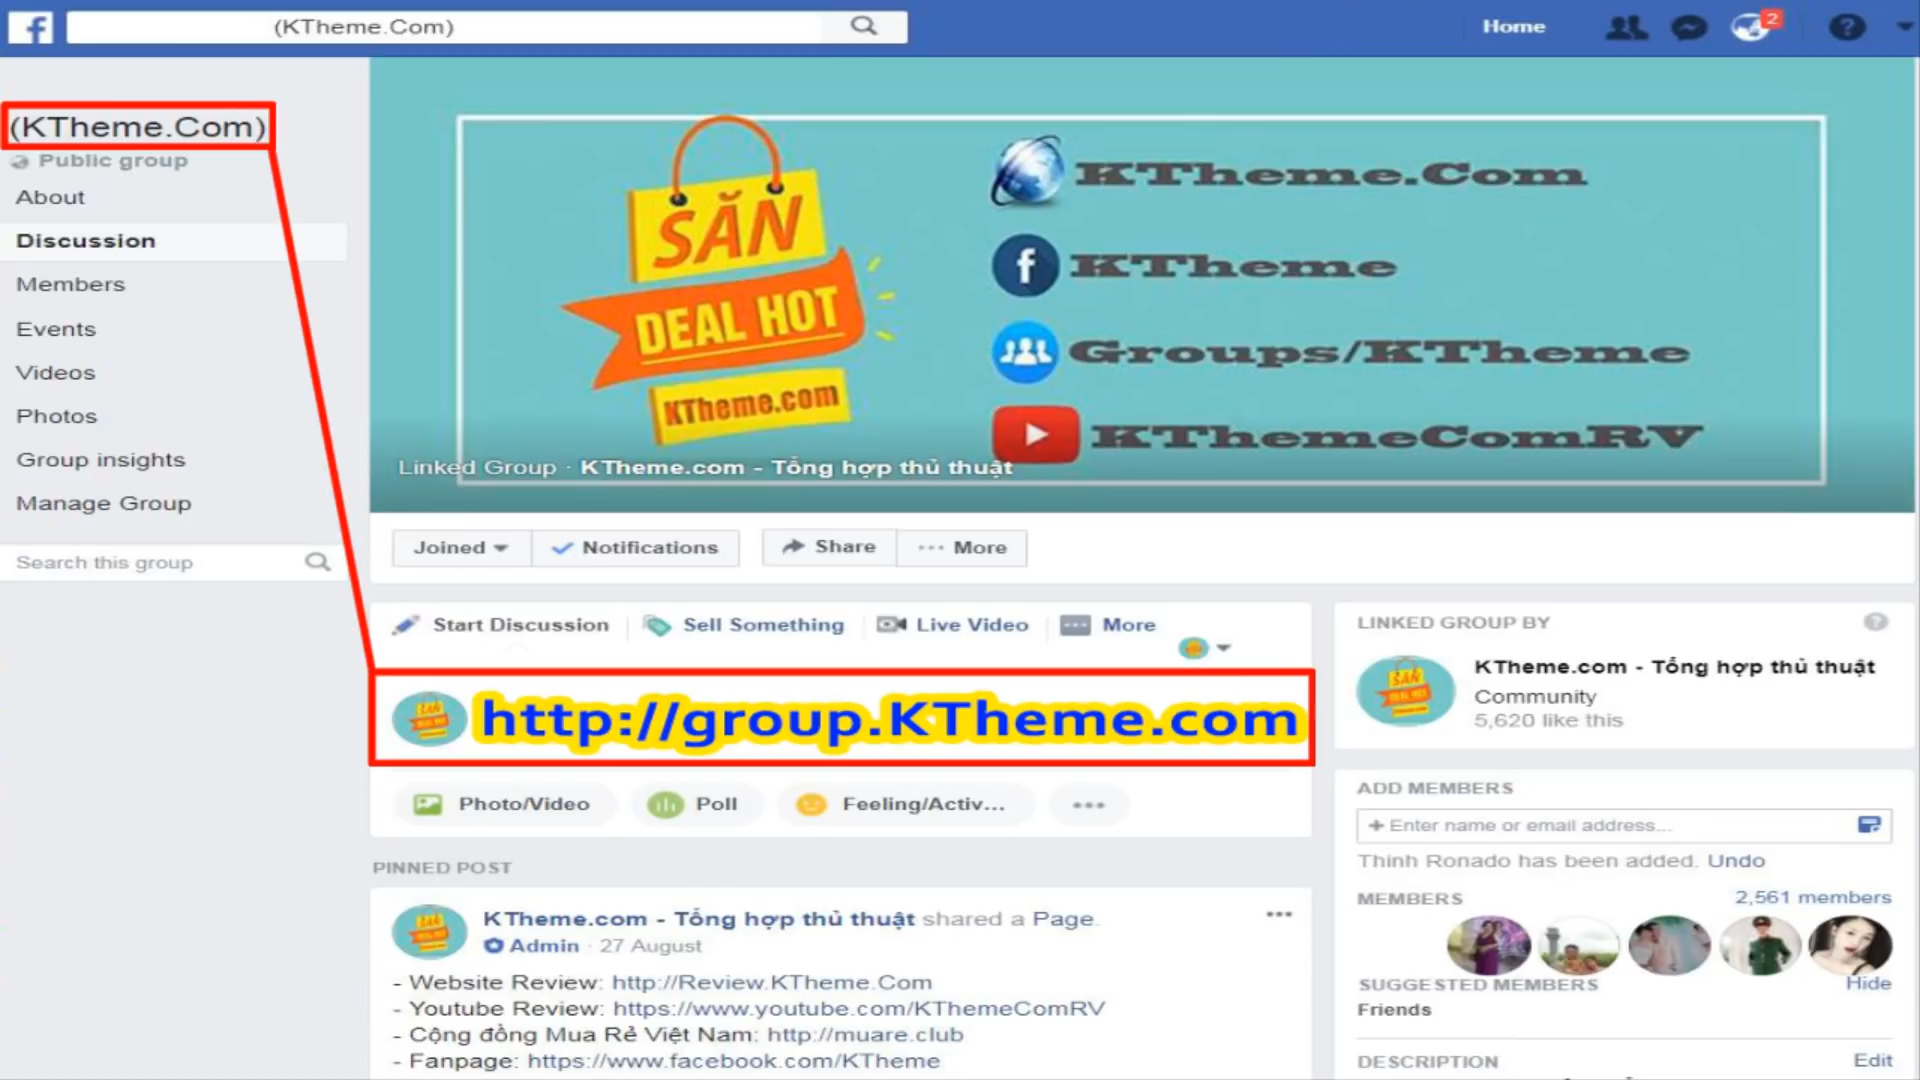 (KTheme.Com)
Home
2
(KTheme.Com)
Public group
About
Discussion
Members
Events
Videos
Photos
Group insights
Manage Group
Search this group
SĂN
DEAL HOT
KTheme.com
KTheme.Com
KTheme
Groups/KTheme
KThemeComRV
Linked Group · KTheme.com - Tổng hợp thủ thuật
Joined
Notifications
Share
More
Start Discussion
Sell Something
Live Video
More
http://group.KTheme.com
Photo/Video
Poll
Feeling/Activ...
PINNED POST
KTheme.com - Tổng hợp thủ thuật shared a Page.
Admin · 27 August
- Website Review: http://Review.KTheme.Com
- Youtube Review: https://www.youtube.com/KThemeComRV
- Cộng đồng Mua Rẻ Việt Nam: http://muare.club
- Fanpage: https://www.facebook.com/KTheme
LINKED GROUP BY
KTheme.com - Tổng hợp thủ thuật
Community
5,620 like this
ADD MEMBERS
+ Enter name or email address...
Thinh Ronado has been added. Undo
MEMBERS
2,561 members
SUGGESTED MEMBERS
Hide
Friends
DESCRIPTION
Edit